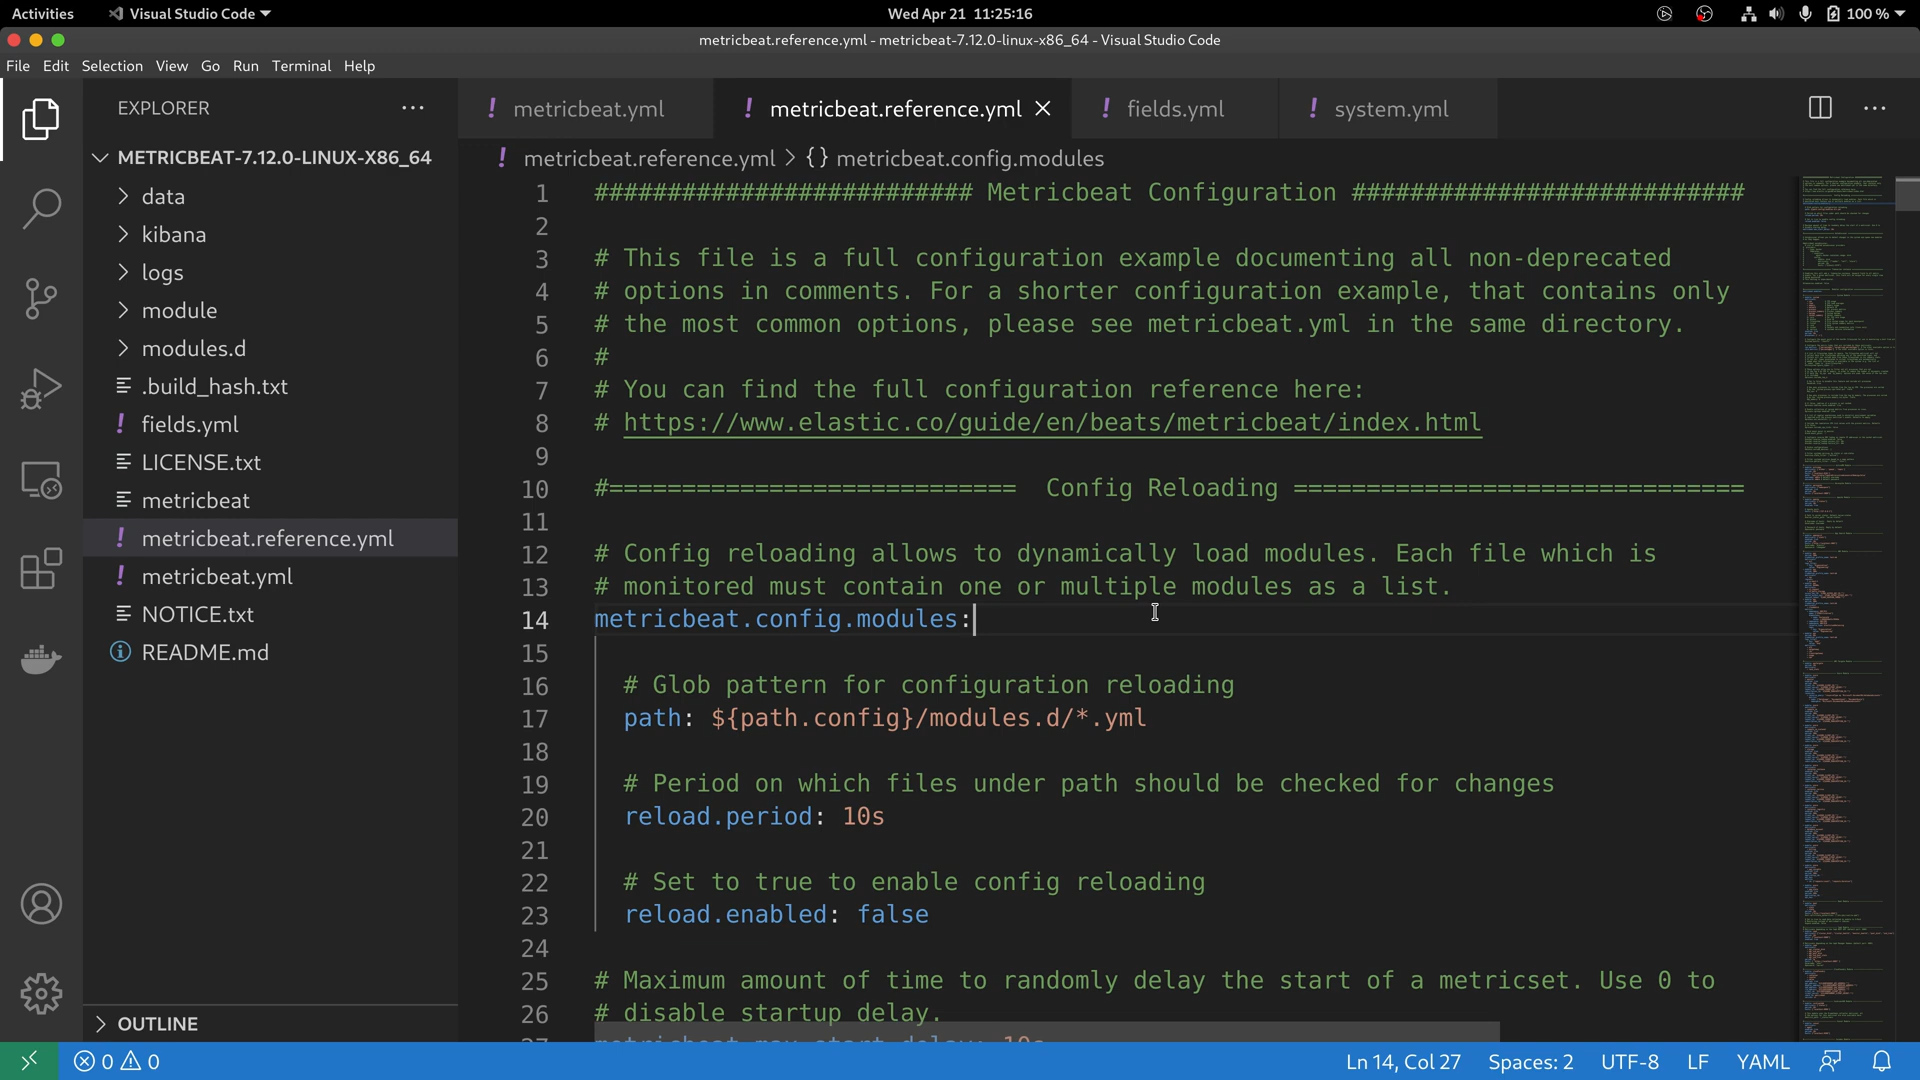 Activities
Visual Studio Code
Wed Apr 21 11:25:16
100 %
metricbeat.reference.yml - metricbeat-7.12.0-linux-x86_64 - Visual Studio Code
File Edit Selection View Go Run Terminal Help
EXPLORER
METRICBEAT-7.12.0-LINUX-X86_64
data
kibana
logs
module
modules.d
.build_hash.txt
! fields.yml
LICENSE.txt
metricbeat
! metricbeat.reference.yml
! metricbeat.yml
NOTICE.txt
README.md
OUTLINE
! metricbeat.yml
! metricbeat.reference.yml
! fields.yml
! system.yml
! metricbeat.reference.yml > {} metricbeat.config.modules
1 ########################## Metricbeat Configuration ###########################
2
3 # This file is a full configuration example documenting all non-deprecated
4 # options in comments. For a shorter configuration example, that contains only
5 # the most common options, please see metricbeat.yml in the same directory.
6 #
7 # You can find the full configuration reference here:
8 # https://www.elastic.co/guide/en/beats/metricbeat/index.html
9
10 #============================  Config Reloading ===============================
11
12 # Config reloading allows to dynamically load modules. Each file which is
13 # monitored must contain one or multiple modules as a list.
14 metricbeat.config.modules:
15
16   # Glob pattern for configuration reloading
17   path: ${path.config}/modules.d/*.yml
18
19   # Period on which files under path should be checked for changes
20   reload.period: 10s
21
22   # Set to true to enable config reloading
23   reload.enabled: false
24
25 # Maximum amount of time to randomly delay the start of a metricset. Use 0 to
26 # disable startup delay.
0 0
Ln 14, Col 27
Spaces: 2
UTF-8
LF
YAML